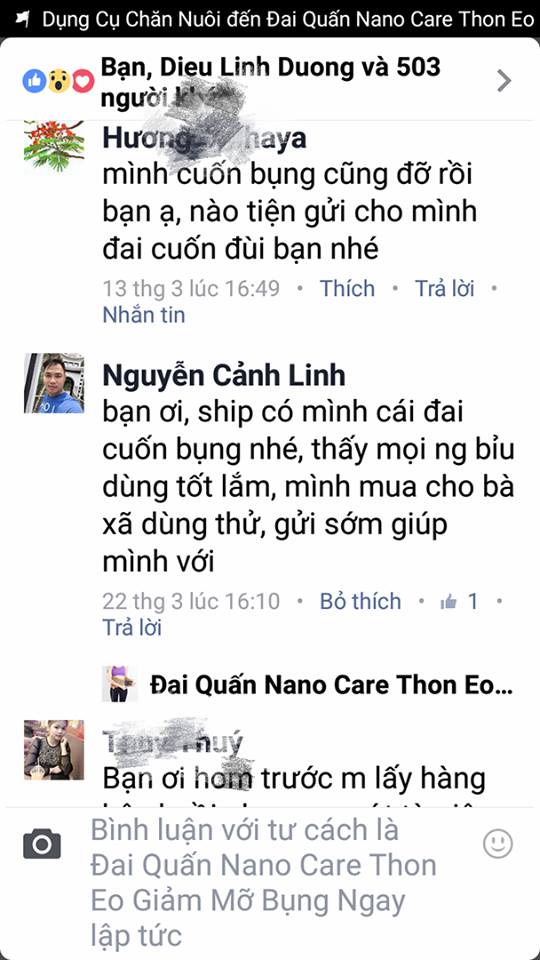 Dụng Cụ Chăn Nuôi đến Đai Quấn Nano Care Thon Eo
Bạn, Dieu Linh Duong và 503
người
Hương haya
mình cuốn bụng cũng đỡ rồi
bạn ạ, nào tiện gửi cho mình
đai cuốn đùi bạn nhé
13 thg 3 lúc 16:49 • Thích • Trả lời •
Nhắn tin
Nguyễn Cảnh Linh
bạn ơi, ship có mình cái đai
cuốn bụng nhé, thấy mọi ng bỉu
dùng tốt lắm, mình mua cho bà
xã dùng thử, gửi sớm giúp
mình với
22 thg 3 lúc 16:10 • Bỏ thích • 1 •
Trả lời
Đai Quấn Nano Care Thon Eo...
Thuý
Bạn ơi hom trước m lấy hàng
Bình luận với tư cách là
Đai Quấn Nano Care Thon
Eo Giảm Mỡ Bụng Ngay
lập tức